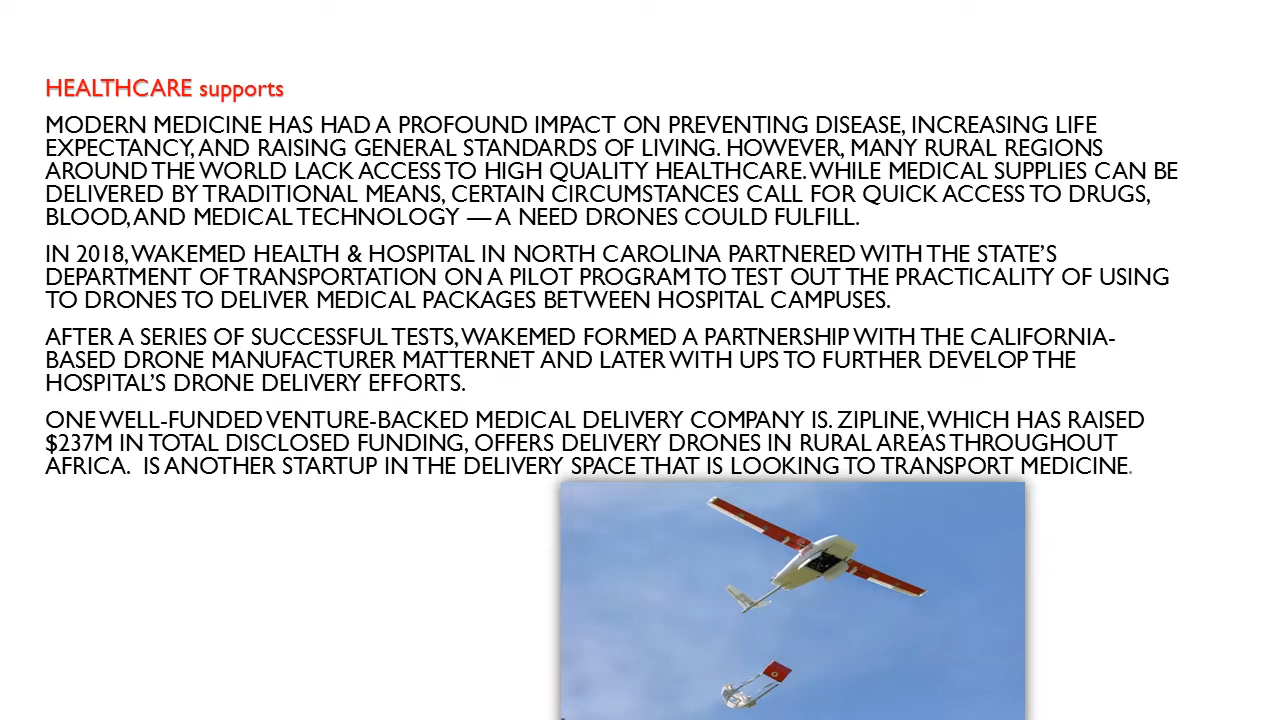 HEALTHCARE supports
MODERN MEDICINE HAS HAD A PROFOUND IMPACT ON PREVENTING DISEASE, INCREASING LIFE
EXPECTANCY, AND RAISING GENERAL STANDARDS OF LIVING. HOWEVER, MANY RURAL REGIONS
AROUND THE WORLD LACK ACCESS TO HIGH QUALITY HEALTHCARE. WHILE MEDICAL SUPPLIES CAN BE
DELIVERED BY TRADITIONAL MEANS, CERTAIN CIRCUMSTANCES CALL FOR QUICK ACCESS TO DRUGS,
BLOOD, AND MEDICAL TECHNOLOGY — A NEED DRONES COULD FULFILL.
IN 2018, WAKEMED HEALTH & HOSPITAL IN NORTH CAROLINA PARTNERED WITH THE STATE'S
DEPARTMENT OF TRANSPORTATION ON A PILOT PROGRAM TO TEST OUT THE PRACTICALITY OF USING
TO DRONES TO DELIVER MEDICAL PACKAGES BETWEEN HOSPITAL CAMPUSES.
AFTER A SERIES OF SUCCESSFUL TESTS, WAKEMED FORMED A PARTNERSHIP WITH THE CALIFORNIA-
BASED DRONE MANUFACTURER MATTERNET AND LATER WITH UPS TO FURTHER DEVELOP THE
HOSPITAL'S DRONE DELIVERY EFFORTS.
ONE WELL-FUNDED VENTURE-BACKED MEDICAL DELIVERY COMPANY IS. ZIPLINE, WHICH HAS RAISED
$237M IN TOTAL DISCLOSED FUNDING, OFFERS DELIVERY DRONES IN RURAL AREAS THROUGHOUT
AFRICA.  IS ANOTHER STARTUP IN THE DELIVERY SPACE THAT IS LOOKING TO TRANSPORT MEDICINE.